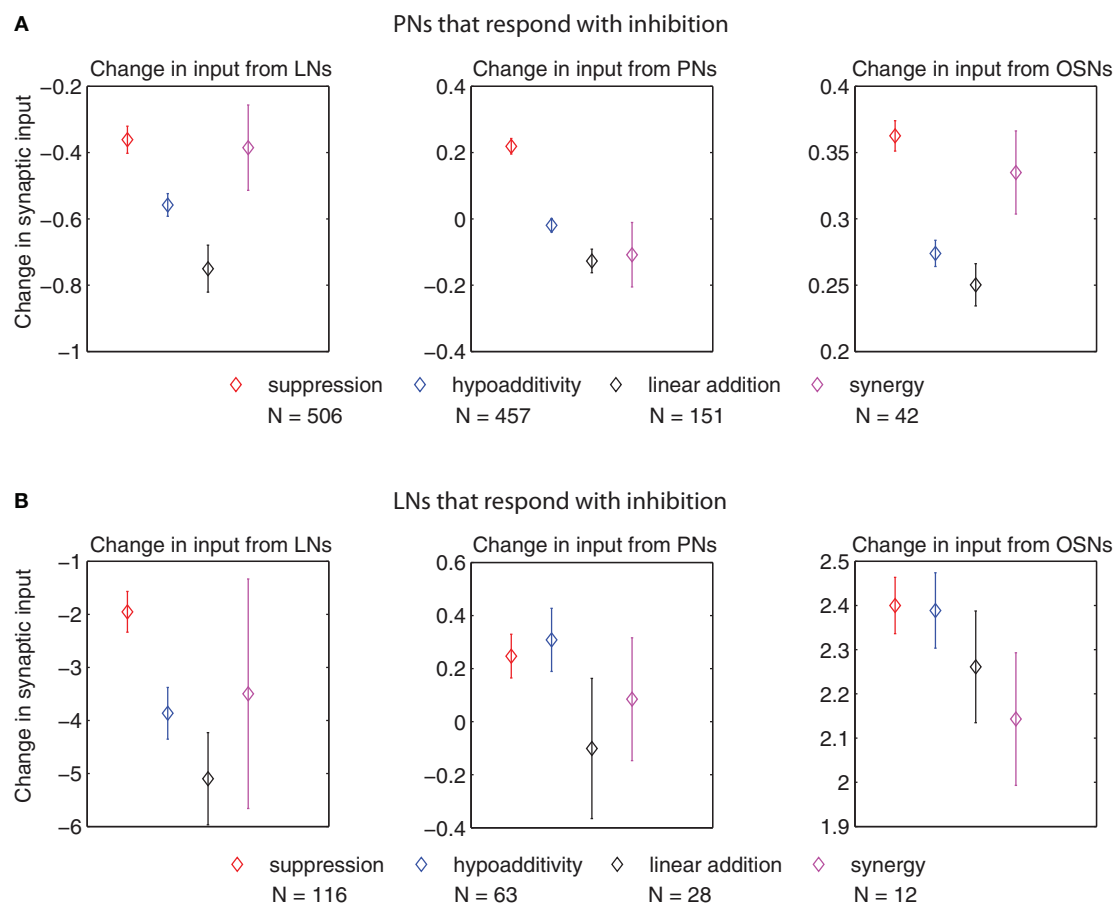 A
PNs that respond with inhibition
Change in input from LNs
Change in input from PNs
Change in input from OSNs
Change in synaptic input
−0.2
−0.4
−0.6
−0.8
−1
0.4
0.2
0
−0.2
−0.4
0.4
0.35
0.3
0.25
0.2
suppression
hypoadditivity
linear addition
synergy
N = 506
N = 457
N = 151
N = 42
B
LNs that respond with inhibition
Change in input from LNs
Change in input from PNs
Change in input from OSNs
Change in synaptic input
−1
−2
−3
−4
−5
−6
0.6
0.4
0.2
0
−0.2
−0.4
2.5
2.4
2.3
2.2
2.1
2
1.9
suppression
hypoadditivity
linear addition
synergy
N = 116
N = 63
N = 28
N = 12